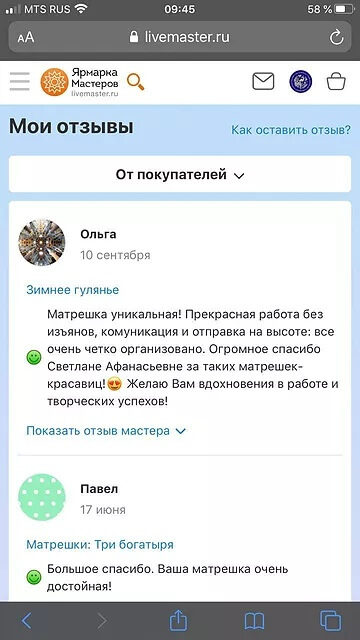 MTS RUS 09:45 58 %
AA livemaster.ru
Ярмарка
Мастеров
livemaster.ru
Мои отзывы Как оставить отзыв?
От покупателей
Ольга
10 сентября
Зимнее гулянье
Матрешка уникальная! Прекрасная работа без
изъянов, комуникация и отправка на высоте: все
очень четко организовано. Огромное спасибо
Светлане Афанасьевне за таких матрешек-
красавиц!😍 Желаю Вам вдохновения в работе и
творческих успехов!
Показать отзыв мастера
Павел
17 июня
Матрешки: Три богатыря
Большое спасибо. Ваша матрешка очень
достойная!